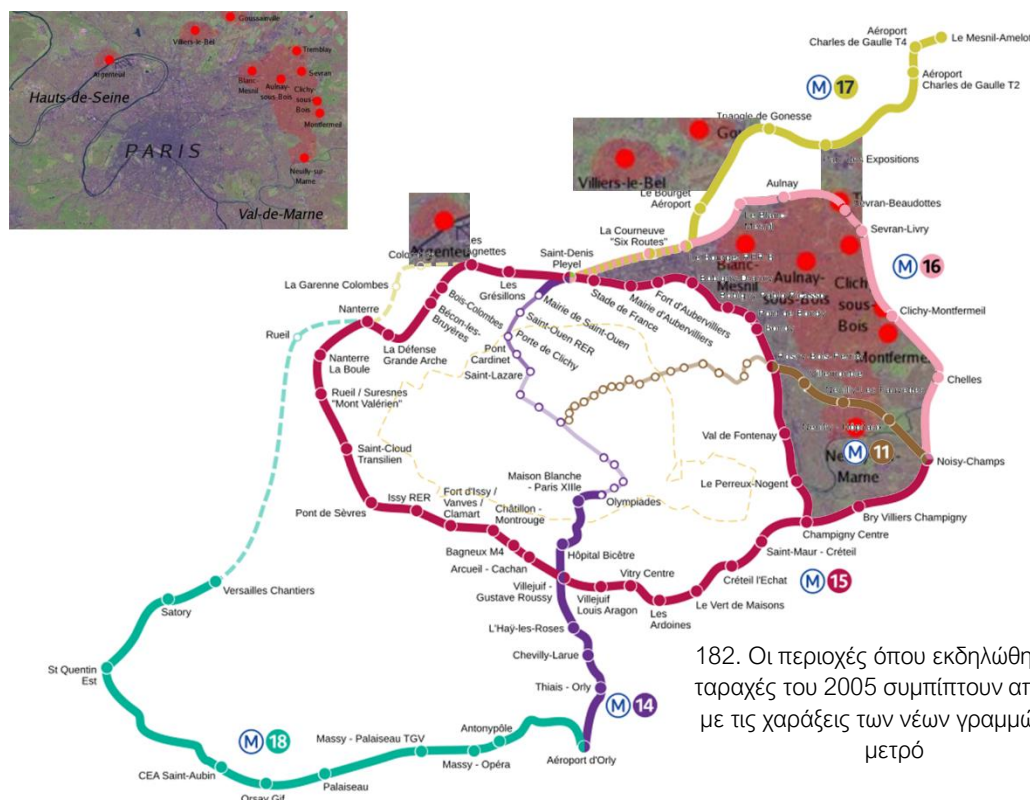 Goussainville
Villiers-le-Bel
Tremblay
Argenteuil
Blanc-
Mesnil
Sevran
Aulnay-
sous-Bois
Clichy
sous-
Bois
Hauts-de-Seine
Montfermeil
PARIS
Neuilly-sur
Marne
Val-de-Marne
Aéroport
Charles de Gaulle T4
Le Mesnil-Amelot
Aéroport
Charles de Gaulle T2
M 17
Triangle de Gonesse
Villiers-le-Bel
Expositions
Le Bourget
Aéroport
Aulnay
Sevran-Beaudottes
Sevran-Livry
La Courneuve
"Six Routes"
Argenteuil
Saint-Denis
Pleyel
M 16
Blanc-
Mesnil
Aulnay-
sous-Bois
Clich
sous-
Bois
Clichy-Montfermeil
Montfermei
La Garenne Colombes
Les
Grésillons
Mairie de Saint-Ouen
Stade de France
Mairie d'Aubervilliers
Fort d'Aubervilliers
Nanterre
Rueil
Bois-Colombes
Bécon-les-
Bruyères
Saint-Ouen RER
Porte de Clichy
Pont
Cardinet
Saint-Lazare
La Défense
Grande Arche
Nanterre
La Boule
Chelles
Rueil / Suresnes
"Mont Valérien"
Saint-Cloud
Transilien
Val de Fontenay
M 11
Marne
Noisy-Champs
Maison Blanche
- Paris XIIIe
Olympiades
Le Perreux-Nogent
Pont de Sèvres
Issy RER
Fort d'Issy /
Vanves /
Clamart
Châtillon -
Montrouge
Bry Villiers Champigny
Champigny Centre
Bagneux M4
Arcueil - Cachan
Hôpital Bicêtre
Saint-Maur - Créteil
Créteil l'Echat
M 15
Villejuif -
Gustave Roussy
Vitry Centre
Villejuif
Louis Aragon
Les
Ardoines
Le Vert de Maisons
Versailles Chantiers
Satory
L'Haÿ-les-Roses
Chevilly-Larue
St Quentin
Est
Thiais - Orly
M 14
M 18
Massy - Palaiseau TGV
Antonypôle
Massy - Opéra
Aéroport d'Orly
CEA Saint-Aubin
Orsay Gif
Palaiseau
182. Οι περιοχές όπου εκδηλώθη
ταραχές του 2005 συμπίπτουν απ
με τις χαράξεις των νέων γραμμώ
μετρό